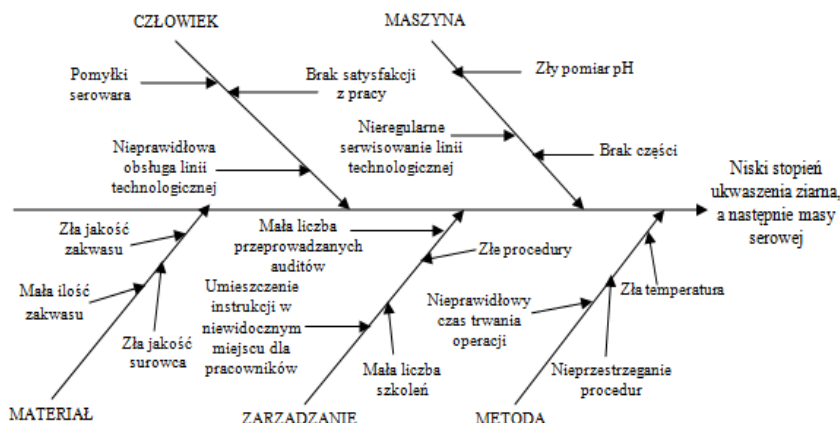 CZŁOWIEK
MASZYNA
Pomyłki
serowara
Brak satysfakcji
z pracy
Zły pomiar pH
Nieprawidłowa
obsługa linii
technologicznej
Nieregularne
serwisowanie linii
technologicznej
Brak części
Niski stopień
ukwaszenia ziarna,
a następnie masy
serowej
Zła jakość
zakwasu
Mała ilość
zakwasu
Zła jakość
surowca
Mała liczba
przeprowadzanych
auditów
Umieszczenie
instrukcji w
niewidocznym
miejscu dla
pracowników
Złe procedury
Mała liczba
szkoleń
Nieprawidłowy
czas trwania
operacji
Zła temperatura
Nieprzestrzeganie
procedur
MATERIAŁ
ZARZĄDZANIE
METODA